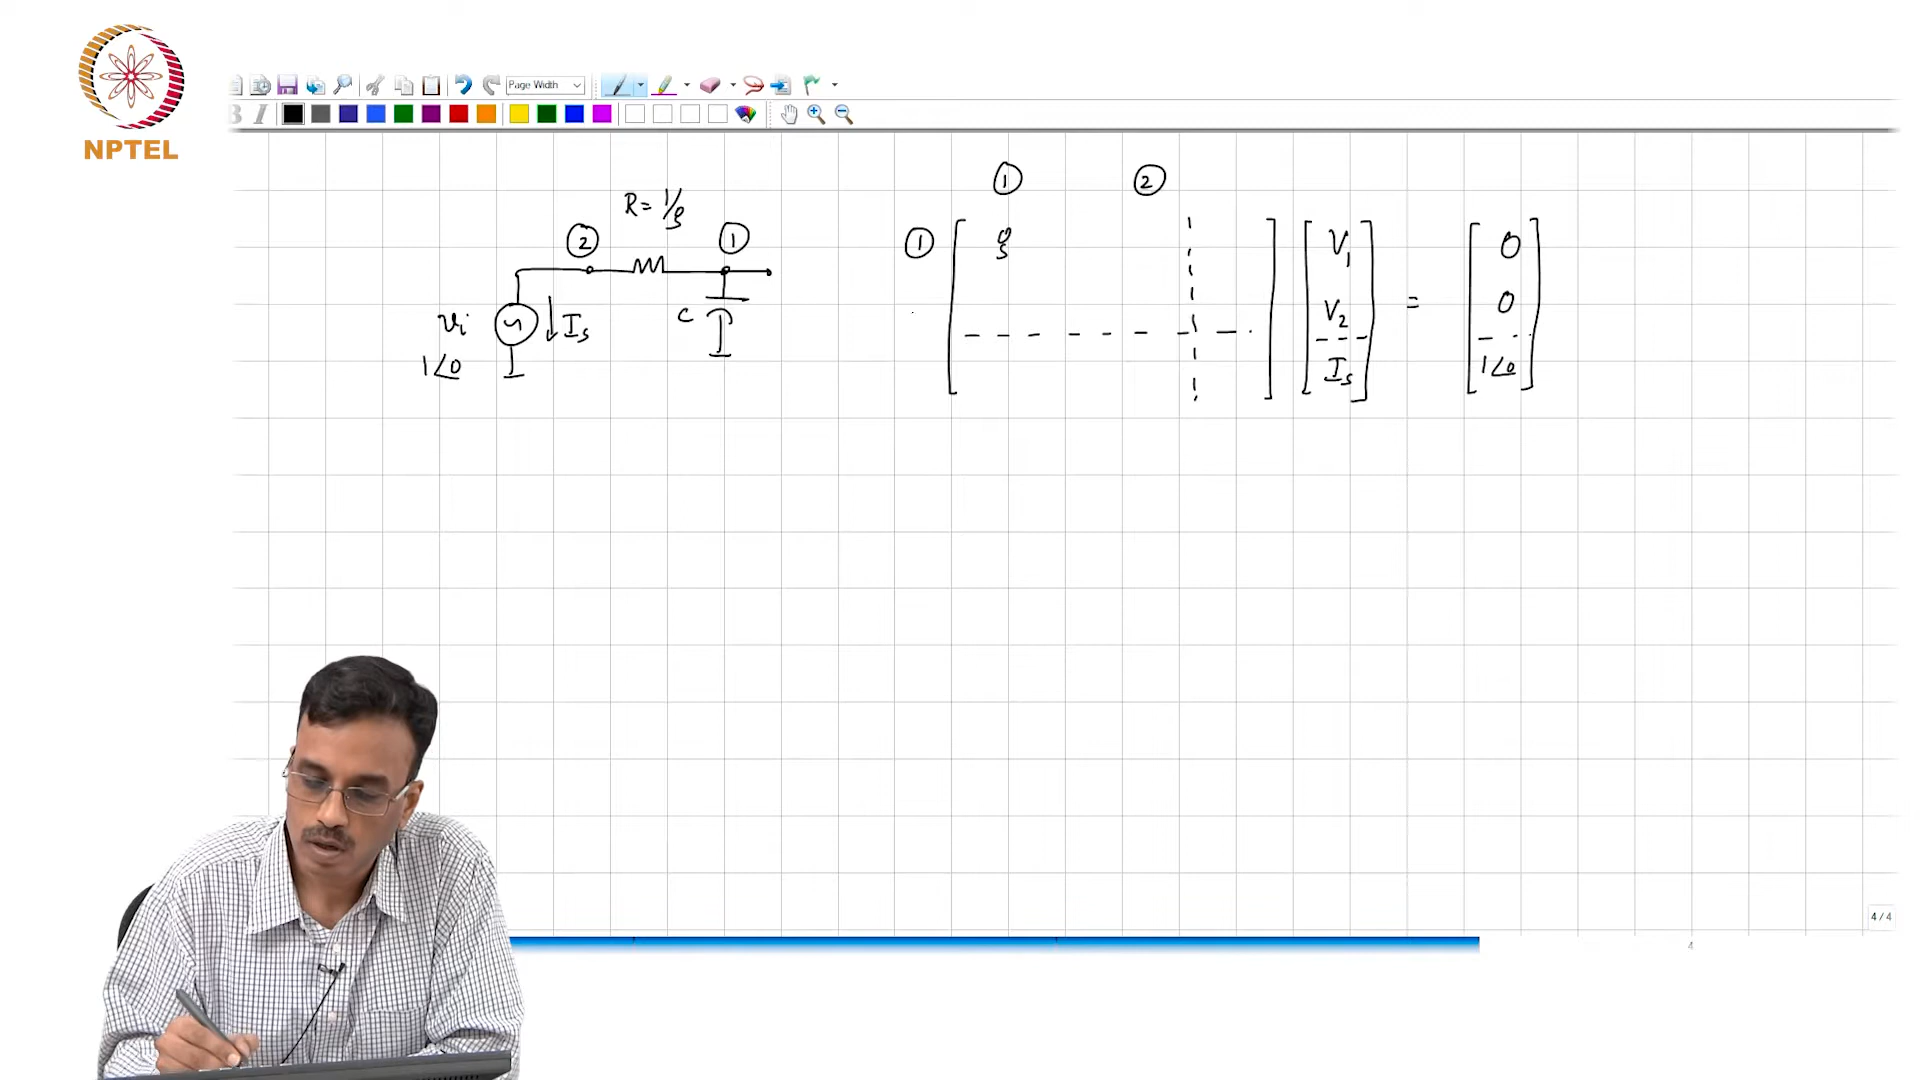 NPTEL
Page Width
B I
① ②
R = 1/g
② ①
① g V₁ 0
vi Is C V₂ = 0
1∠0 Is 1∠0
4/4
4